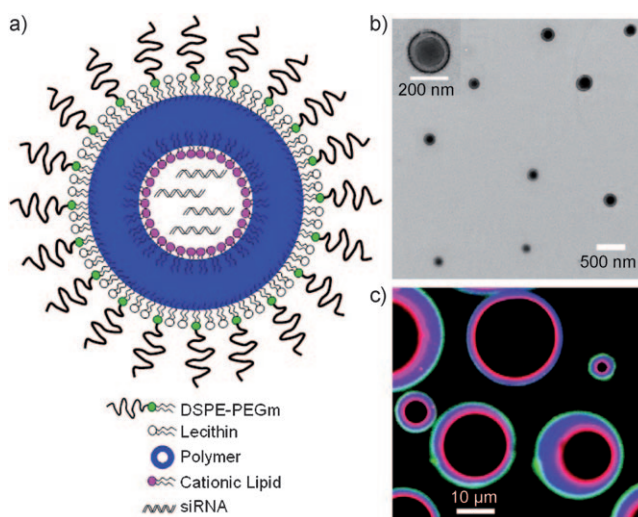 a)
DSPE-PEGm
Lecithin
Polymer
Cationic Lipid
siRNA
b)
200 nm
500 nm
c)
10 µm